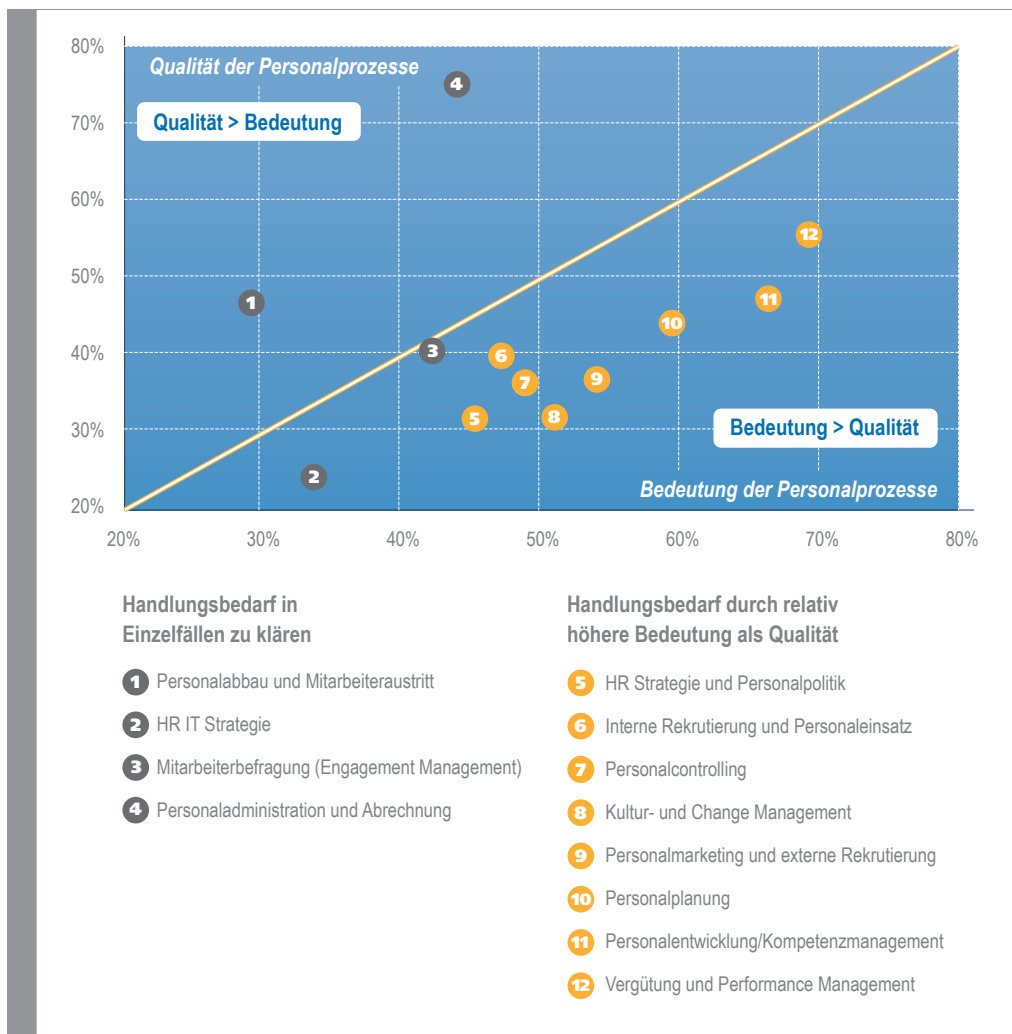 80%
Qualität der Personalprozesse
4
Qualität > Bedeutung
70%
60%
12
50%
1
11
10
40%
3
6
7
9
5
8
30%
Bedeutung > Qualität
2
Bedeutung der Personalprozesse
20%
20%
30%
40%
50%
60%
70%
80%
Handlungsbedarf in
Einzelfällen zu klären
1 Personalabbau und Mitarbeiteraustritt
2 HR IT Strategie
3 Mitarbeiterbefragung (Engagement Management)
4 Personaladministration und Abrechnung
Handlungsbedarf durch relativ
höhere Bedeutung als Qualität
5 HR Strategie und Personalpolitik
6 Interne Rekrutierung und Personaleinsatz
7 Personalcontrolling
8 Kultur- und Change Management
9 Personalmarketing und externe Rekrutierung
10 Personalplanung
11 Personalentwicklung/Kompetenzmanagement
12 Vergütung und Performance Management